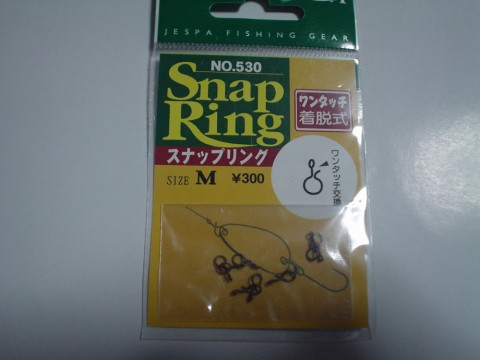 JESPA FISHING GEAR
NO.530
Snap
Ring
ワンタッチ
着脱式
スナップリング
SIZE M ¥300
ワンタッチ交換